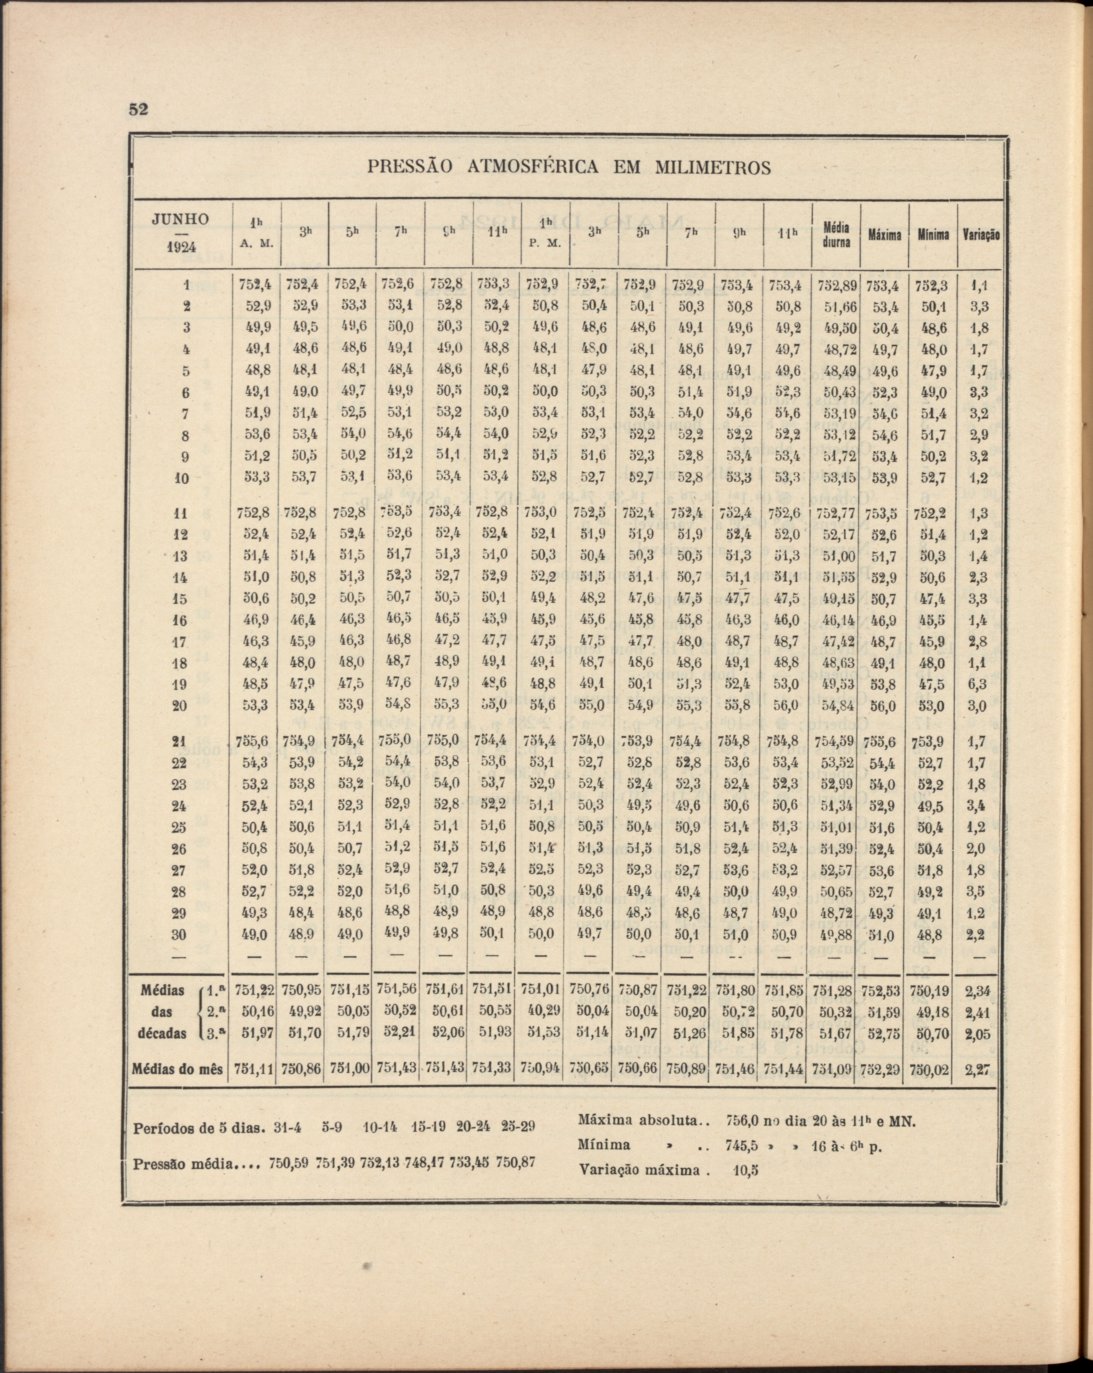 52
PRESSÃO ATMOSFÉRICA EM MILIMETROS
JUNHO — 1924 1h A. M. 3h 5h 7h 9h 11h 1h P. M. 3h 5h 7h 9h 11h Média diurna Máxima Mínima Variação
1 752,4 752,4 752,4 752,6 752,8 753,3 752,9 752,7 752,9 752,9 753,4 753,4 752,89 753,4 752,3 1,1
2 52,9 52,9 53,3 53,1 52,8 52,4 50,8 50,4 50,1 50,3 50,8 50,8 51,66 53,4 50,1 3,3
3 49,9 49,5 49,6 50,0 50,3 50,2 49,6 48,6 48,6 49,1 49,6 49,2 49,50 50,4 48,6 1,8
4 49,1 48,6 48,6 49,1 49,0 48,8 48,1 48,0 48,1 48,6 49,7 49,7 48,72 49,7 48,0 1,7
5 48,8 48,1 48,1 48,4 48,6 48,6 48,1 47,9 48,1 48,1 49,1 49,6 48,49 49,6 47,9 1,7
6 49,1 49.0 49,7 49,9 50,5 50,2 50,0 50,3 50,3 51,4 51,9 52,3 50,43 52,3 49,0 3,3
7 51,9 51,4 52,5 53,1 53,2 53,0 53,4 53,1 53,4 54,0 54,6 54,6 53,19 54,6 51,4 3,2
8 53,6 53,4 54,0 54,6 54,4 54,0 52,9 52,3 52,2 52,2 52,2 52,2 53,12 54,6 51,7 2,9
9 51,2 50,5 50,2 51,2 51,1 51,2 51,5 51,6 52,3 52,8 53,4 53,4 51,72 53,4 50,2 3,2
10 53,3 53,7 53,1 53,6 53,4 53,4 52,8 52,7 52,7 52,8 53,3 53,3 53,15 53,9 52,7 1,2
11 752,8 752,8 752,8 753,5 753,4 752,8 753,0 752,5 752,4 752,4 752,4 752,6 752,77 753,5 752,2 1,3
12 52,4 52,4 52,4 52,6 52,4 52,4 52,1 51,9 51,9 51,9 52,4 52,0 52,17 52,6 51,4 1,2
13 51,4 51,4 51,5 51,7 51,3 51,0 50,3 50,4 50,3 50,5 51,3 51,3 51,00 51,7 50,3 1,4
14 51,0 50,8 51,3 52,3 52,7 52,9 52,2 51,5 51,1 50,7 51,1 51,1 51,55 52,9 50,6 2,3
15 50,6 50,2 50,5 50,7 50,5 50,1 49,4 48,2 47,6 47,5 47,7 47,5 49,15 50,7 47,4 3,3
16 46,9 46,4 46,3 46,5 46,5 45,9 45,9 45,6 45,8 45,8 46,3 46,0 46,14 46,9 45,5 1,4
17 46,3 45,9 46,3 46,8 47,2 47,7 47,5 47,5 47,7 48,0 48,7 48,7 47,42 48,7 45,9 2,8
18 48,4 48,0 48,0 48,7 48,9 49,1 49,1 48,7 48,6 48,6 49,1 48,8 48,63 49,1 48,0 1,1
19 48,5 47,9 47,5 47,6 47,9 48,6 48,8 49,1 50,1 51,3 52,4 53,0 49,53 53,8 47,5 6,3
20 53,3 53,4 53,9 54,8 55,3 55,0 54,6 55,0 54,9 55,3 55,8 56,0 54,84 56,0 53,0 3,0
21 755,6 754,9 754,4 755,0 755,0 754,4 754,4 754,0 753,9 754,4 754,8 754,8 754,59 755,6 753,9 1,7
22 54,3 53,9 54,2 54,4 53,8 53,6 53,1 52,7 52,8 52,8 53,6 53,4 53,52 54,4 52,7 1,7
23 53,2 53,8 53,2 54,0 54,0 53,7 52,9 52,4 52,4 52,3 52,4 52,3 52,99 54,0 52,2 1,8
24 52,4 52,1 52,3 52,9 52,8 52,2 51,1 50,3 49,5 49,6 50,6 50,6 51,34 52,9 49,5 3,4
25 50,4 50,6 51,1 51,4 51,1 51,6 50,8 50,5 50,4 50,9 51,4 51,3 51,01 51,6 50,4 1,2
26 50,8 50,4 50,7 51,2 51,5 51,6 51,4 51,3 51,5 51,8 52,4 52,4 51,39 52,4 50,4 2,0
27 52,0 51,8 52,4 52,9 52,7 52,4 52,5 52,3 52,3 52,7 53,6 53,2 52,57 53,6 51,8 1,8
28 52,7 52,2 52,0 51,6 51,0 50,8 50,3 49,6 49,4 49,4 50,0 49,9 50,65 52,7 49,2 3,5
29 49,3 48,4 48,6 48,8 48,9 48,9 48,8 48,6 48,5 48,6 48,7 49,0 48,72 49,3 49,1 1,2
30 49,0 48,9 49,0 49,9 49,8 50,1 50,0 49,7 50,0 50,1 51,0 50,9 49,88 51,0 48,8 2,2
— — — — — — — — — — — — — — — — —
Médias 1.ª 751,22 750,95 751,15 751,56 751,61 751,51 751,01 750,76 750,87 751,22 751,80 751,85 751,28 752,53 750,19 2,34
das 2.ª 50,16 49,92 50,05 50,52 50,61 50,55 40,29 50,04 50,04 50,20 50,72 50,70 50,32 51,59 49,18 2,41
décadas 3.ª 51,97 51,70 51,79 52,21 52,06 51,93 51,53 51,14 51,07 51,26 51,85 51,78 51,67 52,75 50,70 2,05
Médias do mês 751,11 750,86 751,00 751,43 751,43 751,33 750,94 750,65 750,66 750,89 751,46 751,44 751,09 752,29 750,02 2,27
Períodos de 5 dias. 31-4 5-9 10-14 15-19 20-24 25-29
Pressão média.... 750,59 751,39 752,13 748,17 753,45 750,87
Máxima absoluta.. 756,0 no dia 20 às 11h e MN.
Mínima » .. 745,5 » » 16 às 6h p.
Variação máxima . 10,5